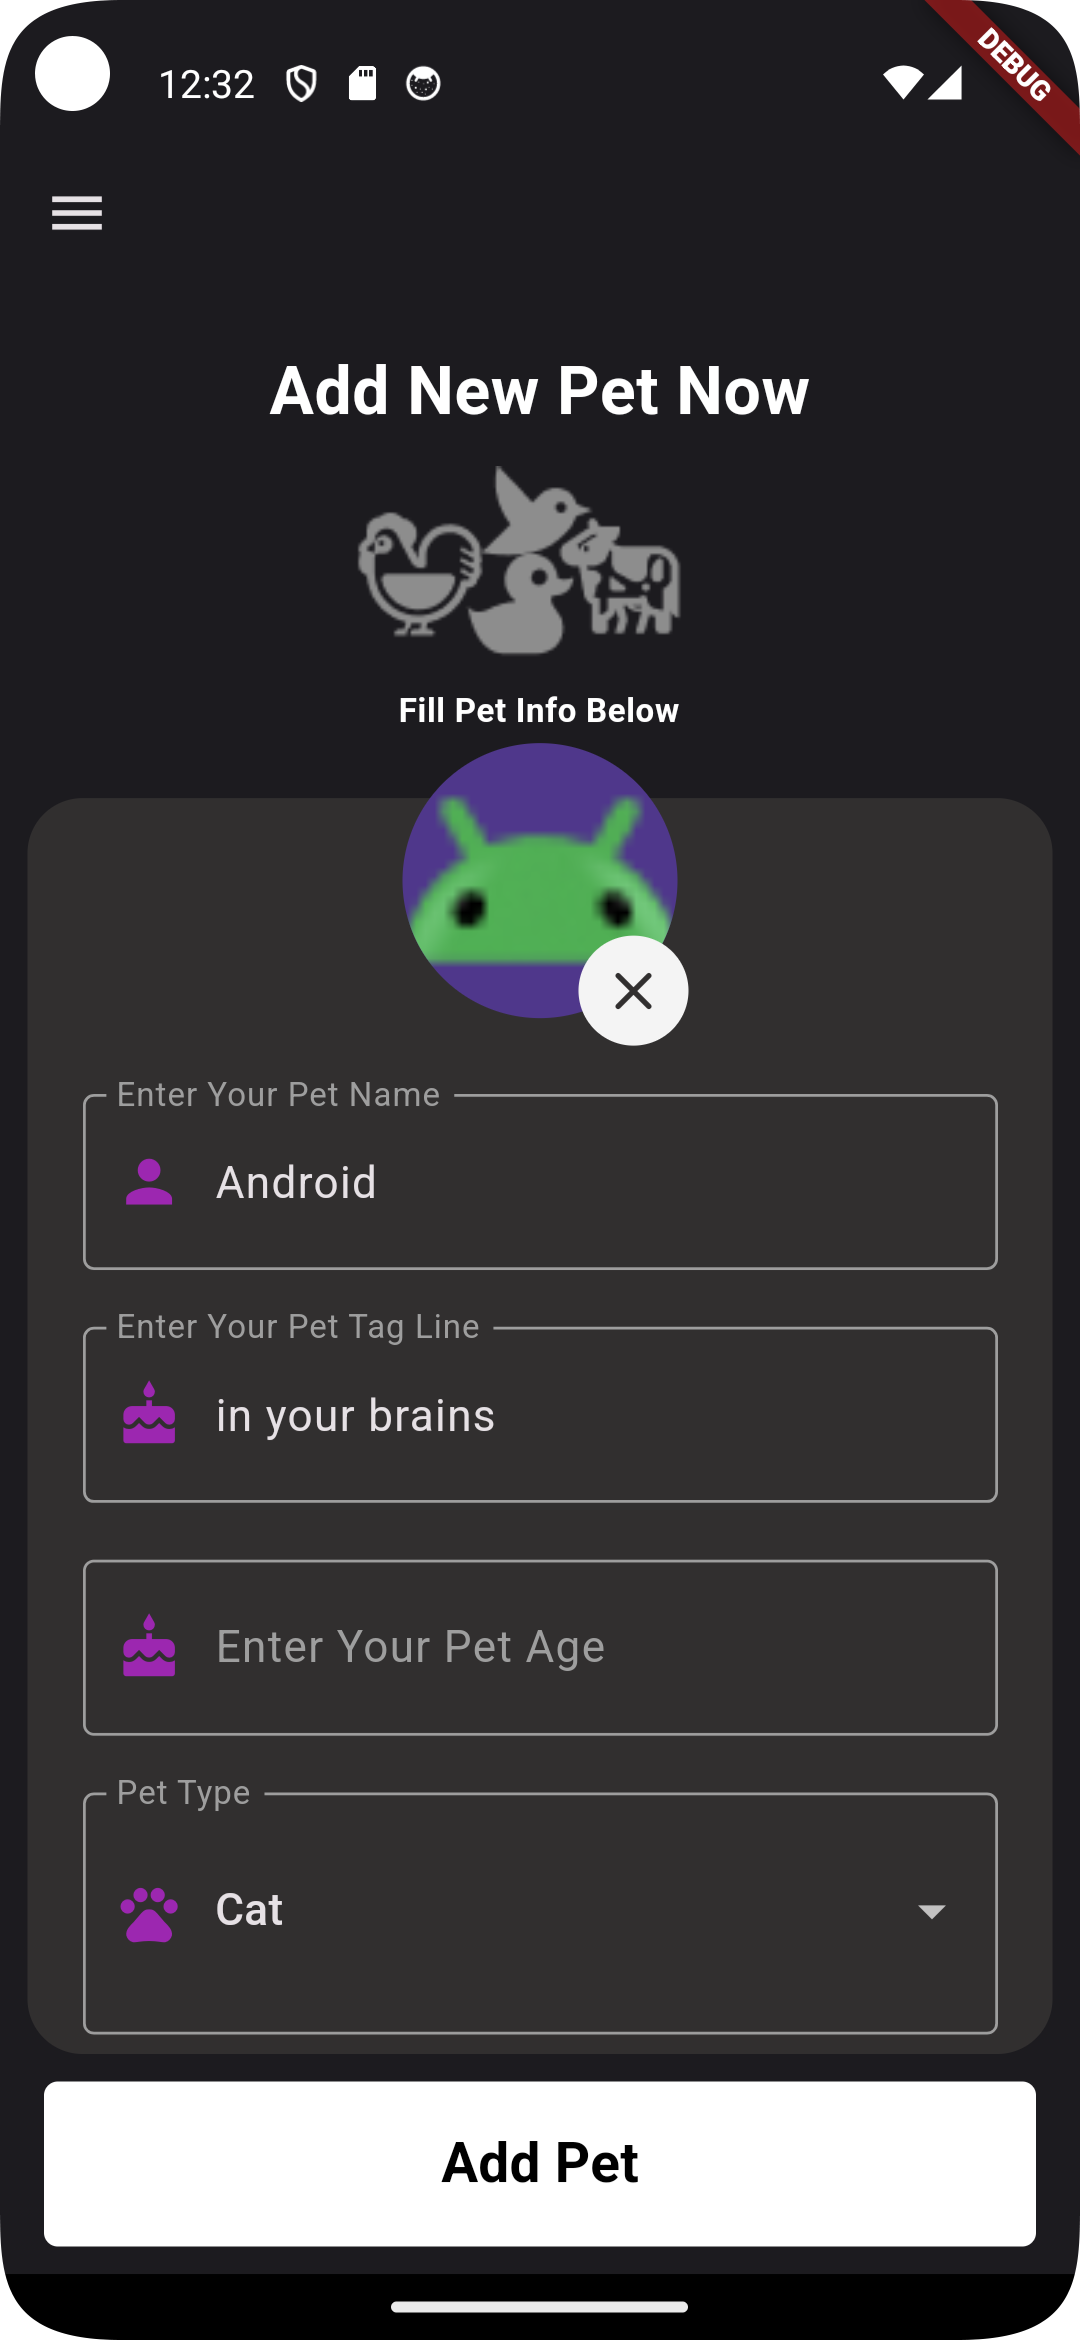 12:32
DEBUG
Add New Pet Now
Fill Pet Info Below
Enter Your Pet Name
Android
Enter Your Pet Tag Line
in your brains
Enter Your Pet Age
Pet Type
Cat
Add Pet